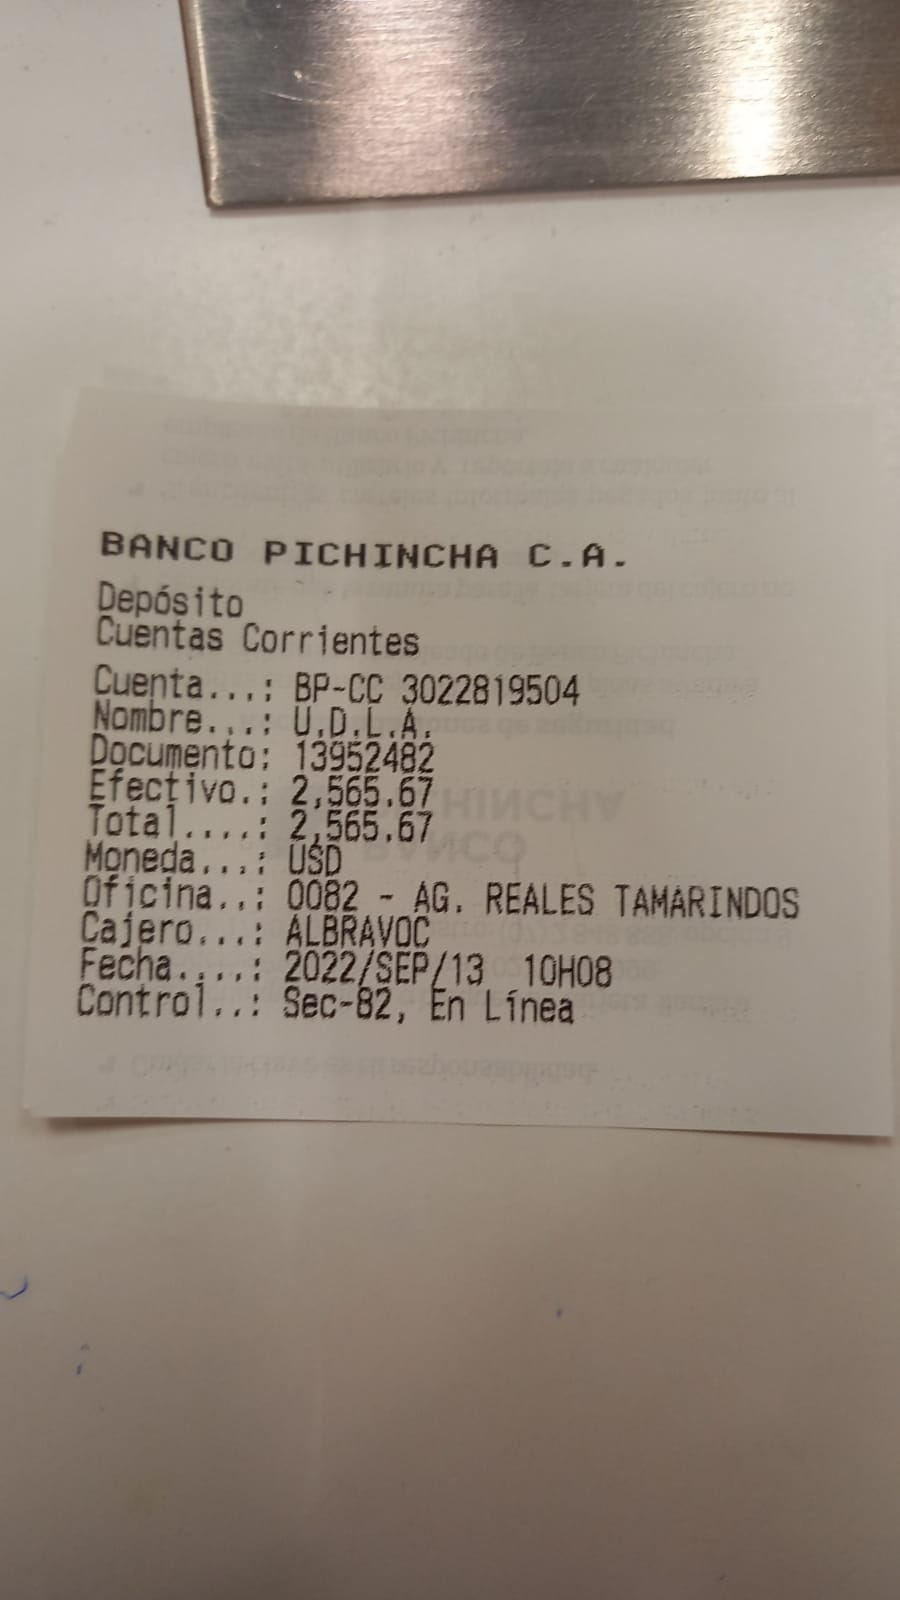 BANCO PICHINCHA C.A.
Depósito
Cuentas Corrientes
Cuenta...: BP-CC 3022819504
Nombre...: U.D.L.A.
Documento: 13952482
Efectivo.: 2,565.67
Total....: 2,565.67
Moneda...: USD
Oficina..: 0082 - AG. REALES TAMARINDOS
Cajero...: ALBRAVOC
Fecha....: 2022/SEP/13 10H08
Control..: Sec-82, En Línea